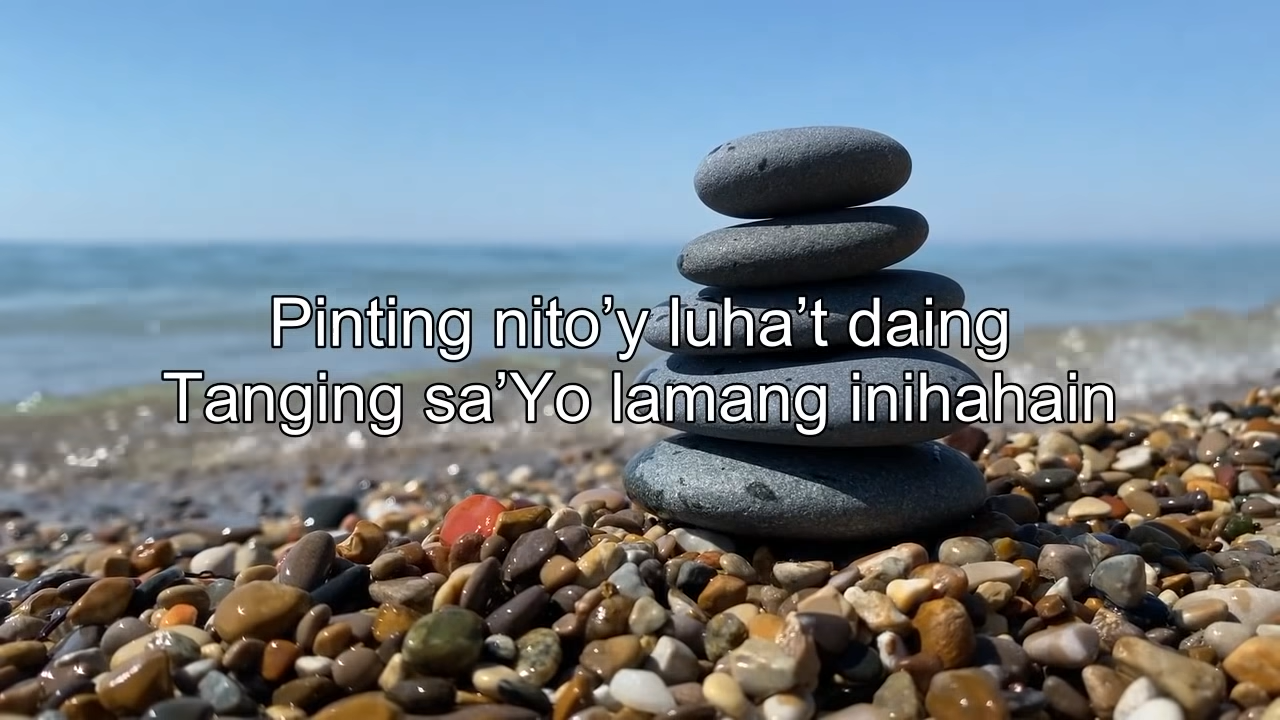 Pinting nito’y luha’t daing
Tanging sa’Yo lamang inihahain